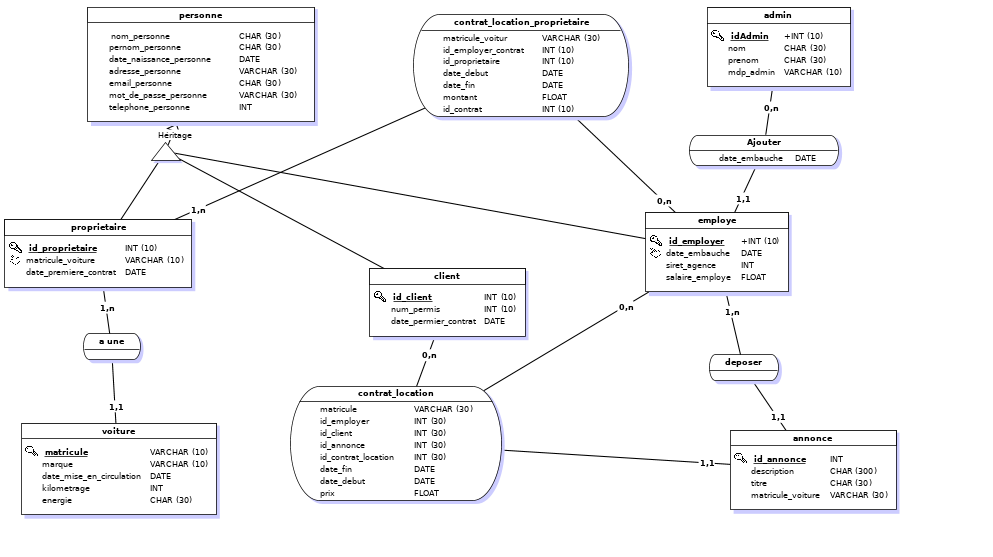 personne
nom_personne CHAR (30)
pernom_personne CHAR (30)
date_naissance_personne DATE
adresse_personne VARCHAR (30)
email_personne CHAR (30)
mot_de_passe_personne VARCHAR (30)
telephone_personne INT
contrat_location_proprietaire
matricule_voitur VARCHAR (30)
id_employer_contrat INT (10)
id_proprietaire INT (10)
date_debut DATE
date_fin DATE
montant FLOAT
id_contrat INT (10)
admin
idAdmin +INT (10)
nom CHAR (30)
prenom CHAR (30)
mdp_admin VARCHAR (10)
0,n
Héritage
Ajouter
date_embauche DATE
1,1
1,n
0,n
proprietaire
id_proprietaire INT (10)
matricule_voiture VARCHAR (10)
date_premiere_contrat DATE
employe
id_employer +INT (10)
date_embauche DATE
siret_agence INT
salaire_employe FLOAT
client
id_client INT (10)
num_permis INT (10)
date_permier_contrat DATE
1,n
0,n
1,n
a une
0,n
deposer
1,1
1,1
contrat_location
matricule VARCHAR (30)
id_employer INT (30)
id_client INT (30)
id_annonce INT (30)
id_contrat_location INT (30)
date_fin DATE
date_debut DATE
prix FLOAT
voiture
matricule VARCHAR (10)
marque VARCHAR (10)
date_mise_en_circulation DATE
kilometrage INT
energie CHAR (30)
1,1
annonce
id_annonce INT
description CHAR (300)
titre CHAR (30)
matricule_voiture VARCHAR (30)